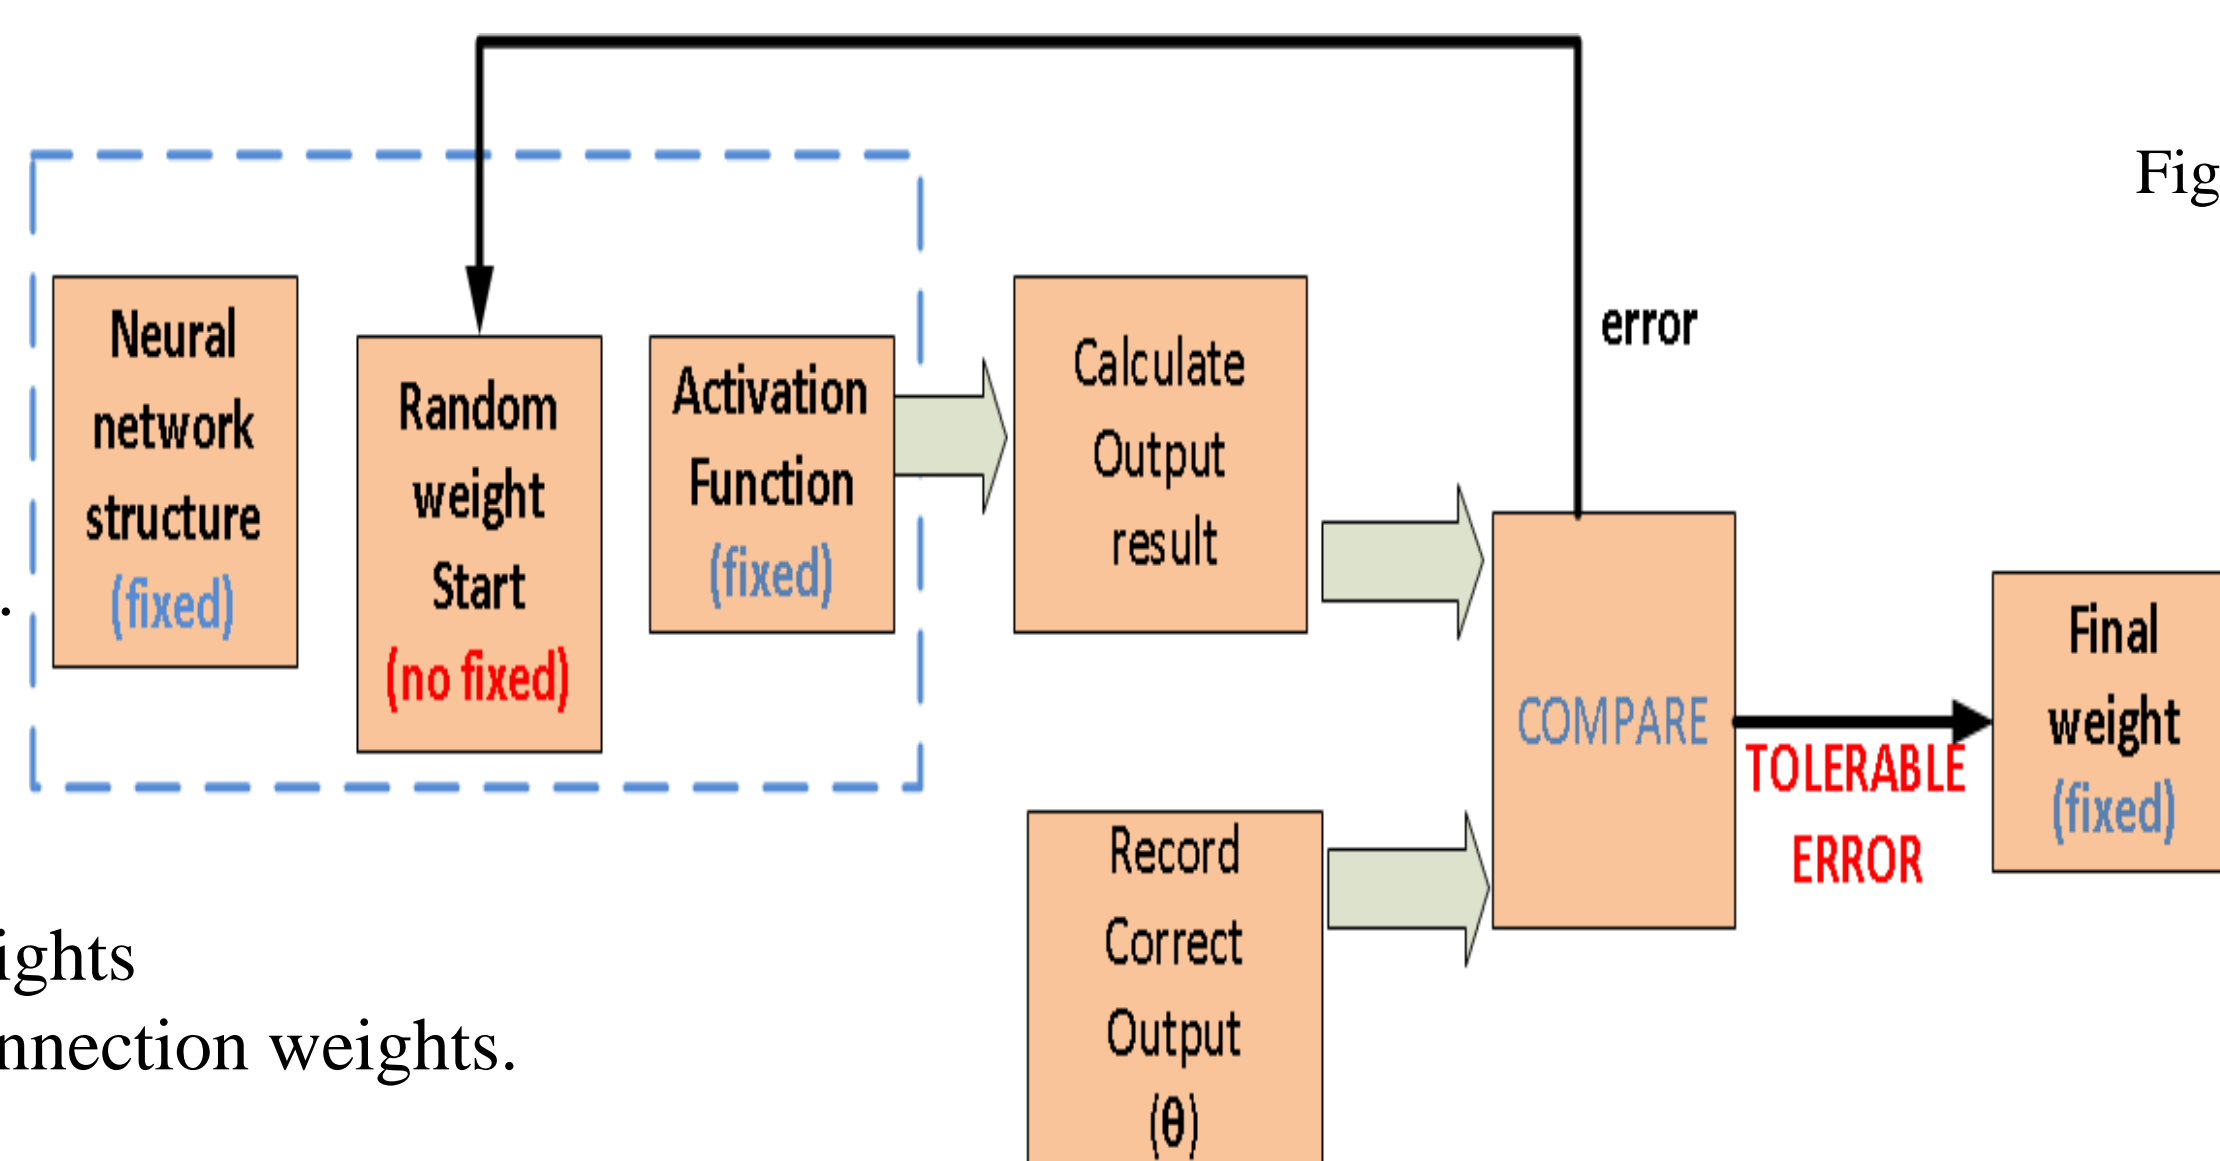 Fig
error
Neural
network
structure
(fixed)
Random
weight
Start
(no fixed)
Activation
Function
(fixed)
Calculate
Output
result
COMPARE
TOLERABLE
ERROR
Final
weight
(fixed)
Record
Correct
Output
(θ)
.
ights
nnection weights.